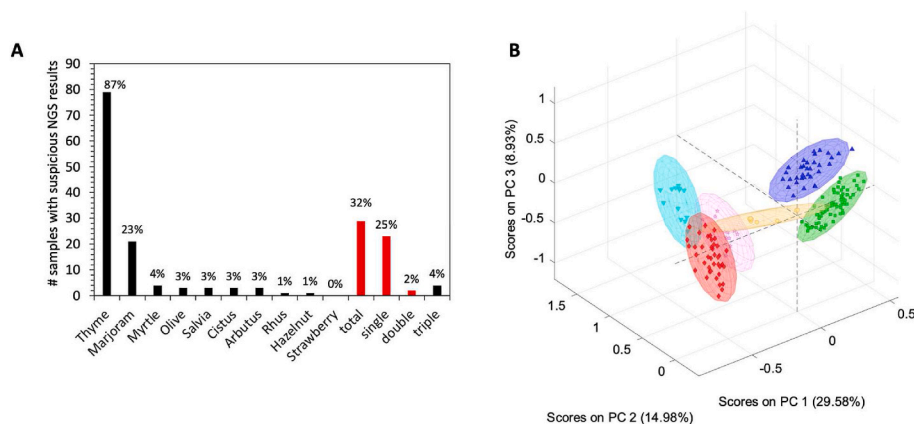 A
# samples with suspicious NGS results
90
80
70
60
50
40
30
20
10
0
87%
23%
4%
3%
3%
3%
3%
1%
1%
0%
32%
25%
2%
4%
Thyme
Marjoram
Myrtle
Olive
Salvia
Cistus
Arbutus
Rhus
Hazelnut
Strawberry
total
single
double
triple
B
Scores on PC 3 (8.93%)
1
0.5
0
-0.5
-1
1.5
1
0.5
0
Scores on PC 2 (14.98%)
-0.5
0
0.5
Scores on PC 1 (29.58%)